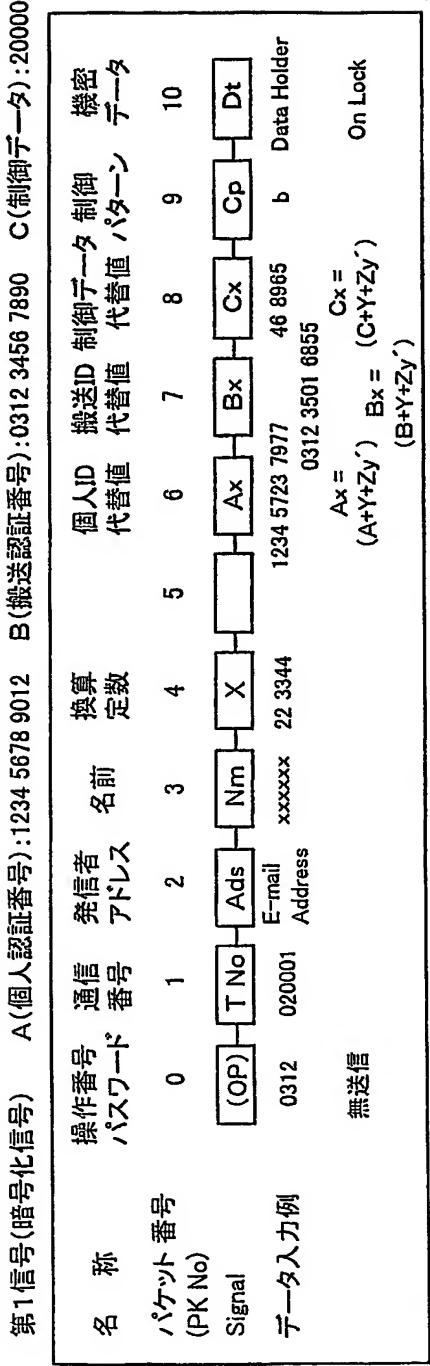 第1信号(暗号化信号) A(個人認証番号):1234 5678 9012 B(搬送認証番号):0312 3456 7890 C(制御データ):20000
名 称 操作番号 通信 発信者 名前 換算 個人ID 搬送ID 制御データ 制御 機密
パスワード 番号 アドレス 定数 代替値 代替値 代替値 パターン データ
パケット番号 0 1 2 3 4 5 6 7 8 9 10
(PK No)
Signal (OP) T No Ads Nm X Ax Bx Cx Cp Dt
データ入力例 0312 020001 E-mail xxxxxx 22 3344 1234 5723 7977 46 8965 b Data Holder
Address 0312 3501 6855
無送信 Ax = Cx = On Lock
(A+Y+Zy´) Bx = (C+Y+Zy´)
(B+Y+Zy´)